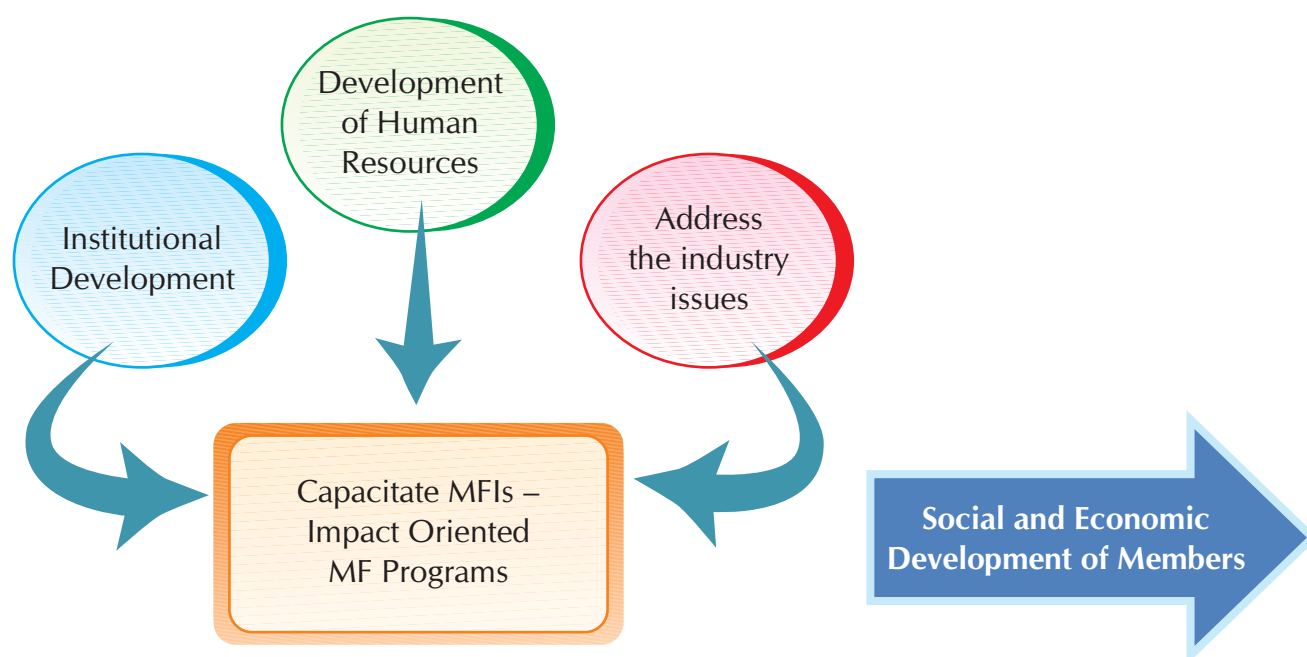 Development
of Human
Resources
Institutional
Development
Address
the industry
issues
Capacitate MFIs –
Impact Oriented
MF Programs
Social and Economic
Development of Members